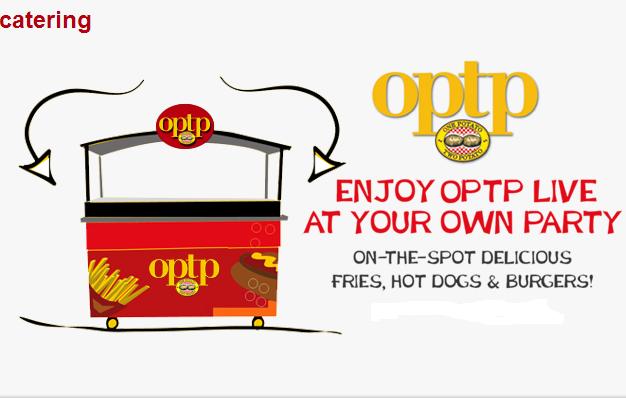 catering
optp
ONE POTATO
TWO POTATO
optp
optp
ENJOY OPTP LIVE
AT YOUR OWN PARTY
ON-THE-SPOT DELICIOUS
FRIES, HOT DOGS & BURGERS!